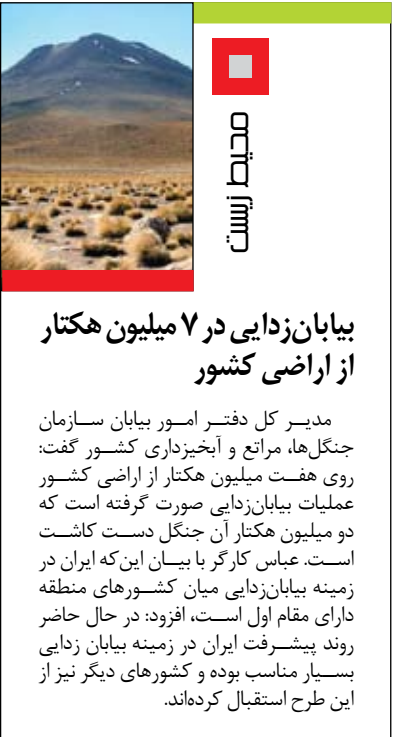 محیط زیست
بیابان‌زدایی در ۷ میلیون هکتار
از اراضی کشور
مدیر کل دفتر امور بیابان سازمان
جنگل‌ها، مراتع و آبخیزداری کشور گفت:
روی هفت میلیون هکتار از اراضی کشور
عملیات بیابان‌زدایی صورت گرفته است که
دو میلیون هکتار آن جنگل دست کاشت
است. عباس کارگر با بیان این‌که ایران در
زمینه بیابان‌زدایی میان کشورهای منطقه
دارای مقام اول است، افزود: در حال حاضر
روند پیشرفت ایران در زمینه بیابان زدایی
بسیار مناسب بوده و کشورهای دیگر نیز از
این طرح استقبال کرده‌اند.